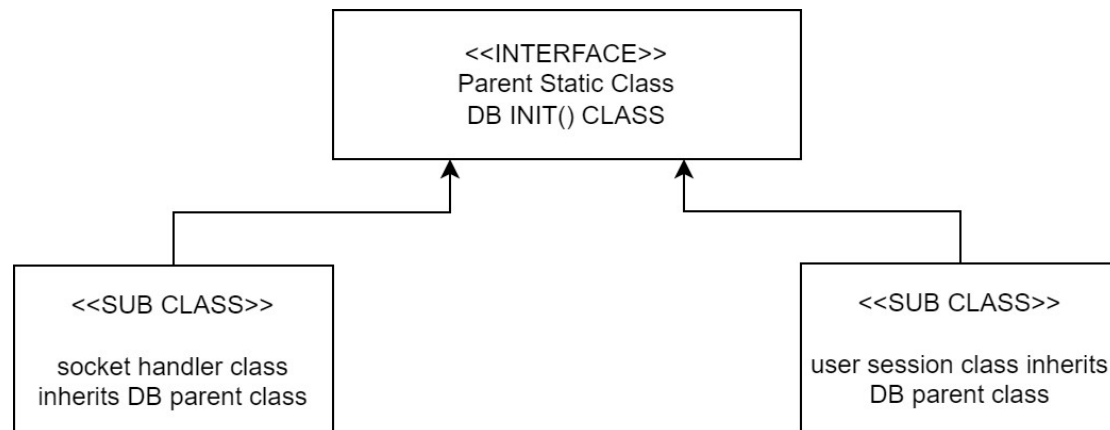 <<INTERFACE>>
Parent Static Class
DB INIT() CLASS
<<SUB CLASS>>
socket handler class
inherits DB parent class
<<SUB CLASS>>
user session class inherits
DB parent class